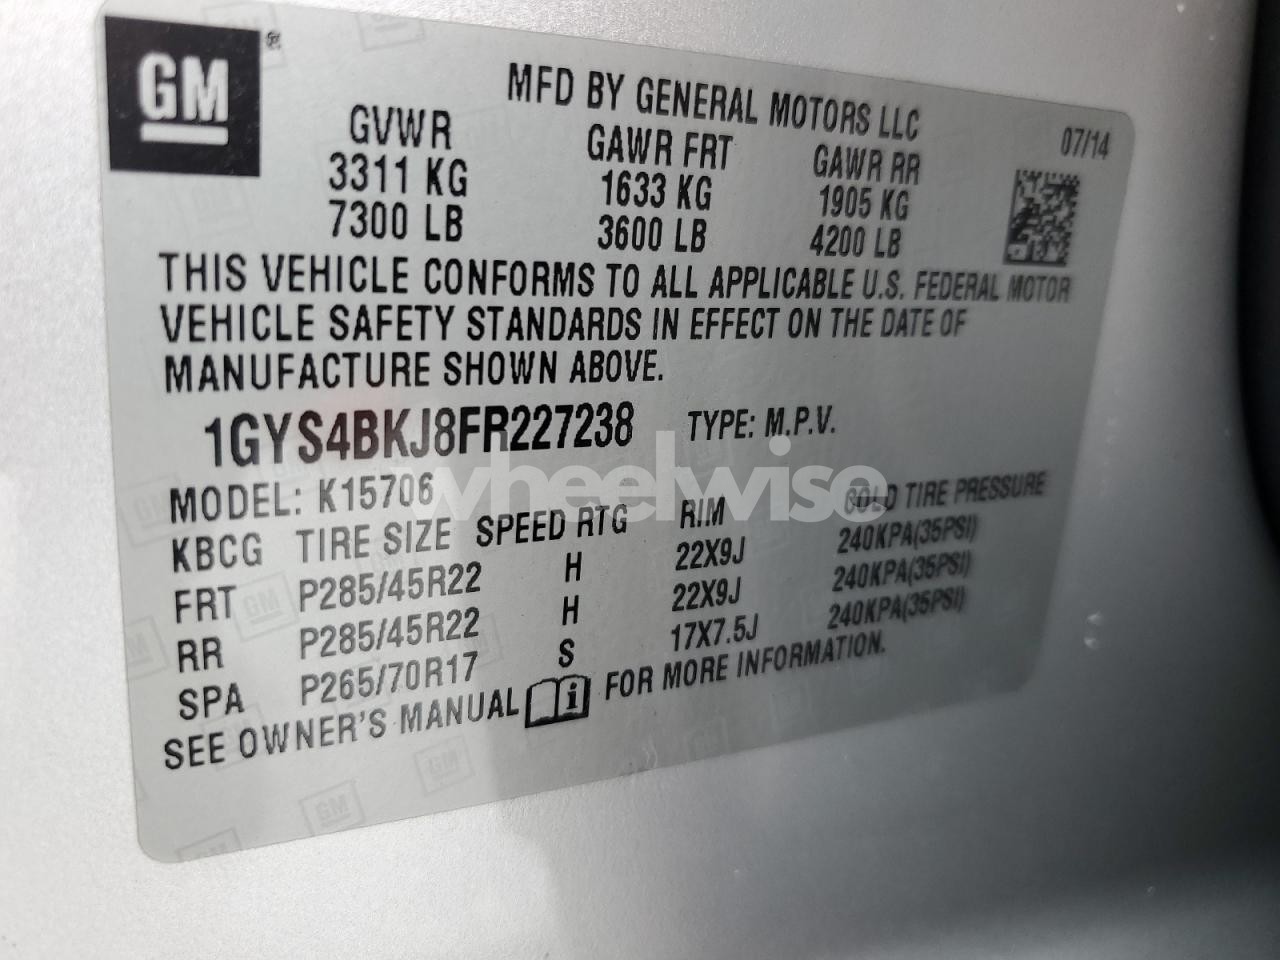 GM ®
MFD BY GENERAL MOTORS LLC
07/14
GVWR GAWR FRT GAWR RR
3311 KG 1633 KG 1905 KG
7300 LB 3600 LB 4200 LB
THIS VEHICLE CONFORMS TO ALL APPLICABLE U.S. FEDERAL MOTOR
VEHICLE SAFETY STANDARDS IN EFFECT ON THE DATE OF
MANUFACTURE SHOWN ABOVE.
1GYS4BKJ8FR227238 TYPE: M.P.V.
wheelwise
MODEL: K15706
KBCG TIRE SIZE SPEED RTG RIM COLD TIRE PRESSURE
FRT P285/45R22 H 22X9J 240KPA(35PSI)
RR P285/45R22 H 22X9J 240KPA(35PSI)
SPA P265/70R17 S 17X7.5J 240KPA(35PSI)
SEE OWNER'S MANUAL i FOR MORE INFORMATION.